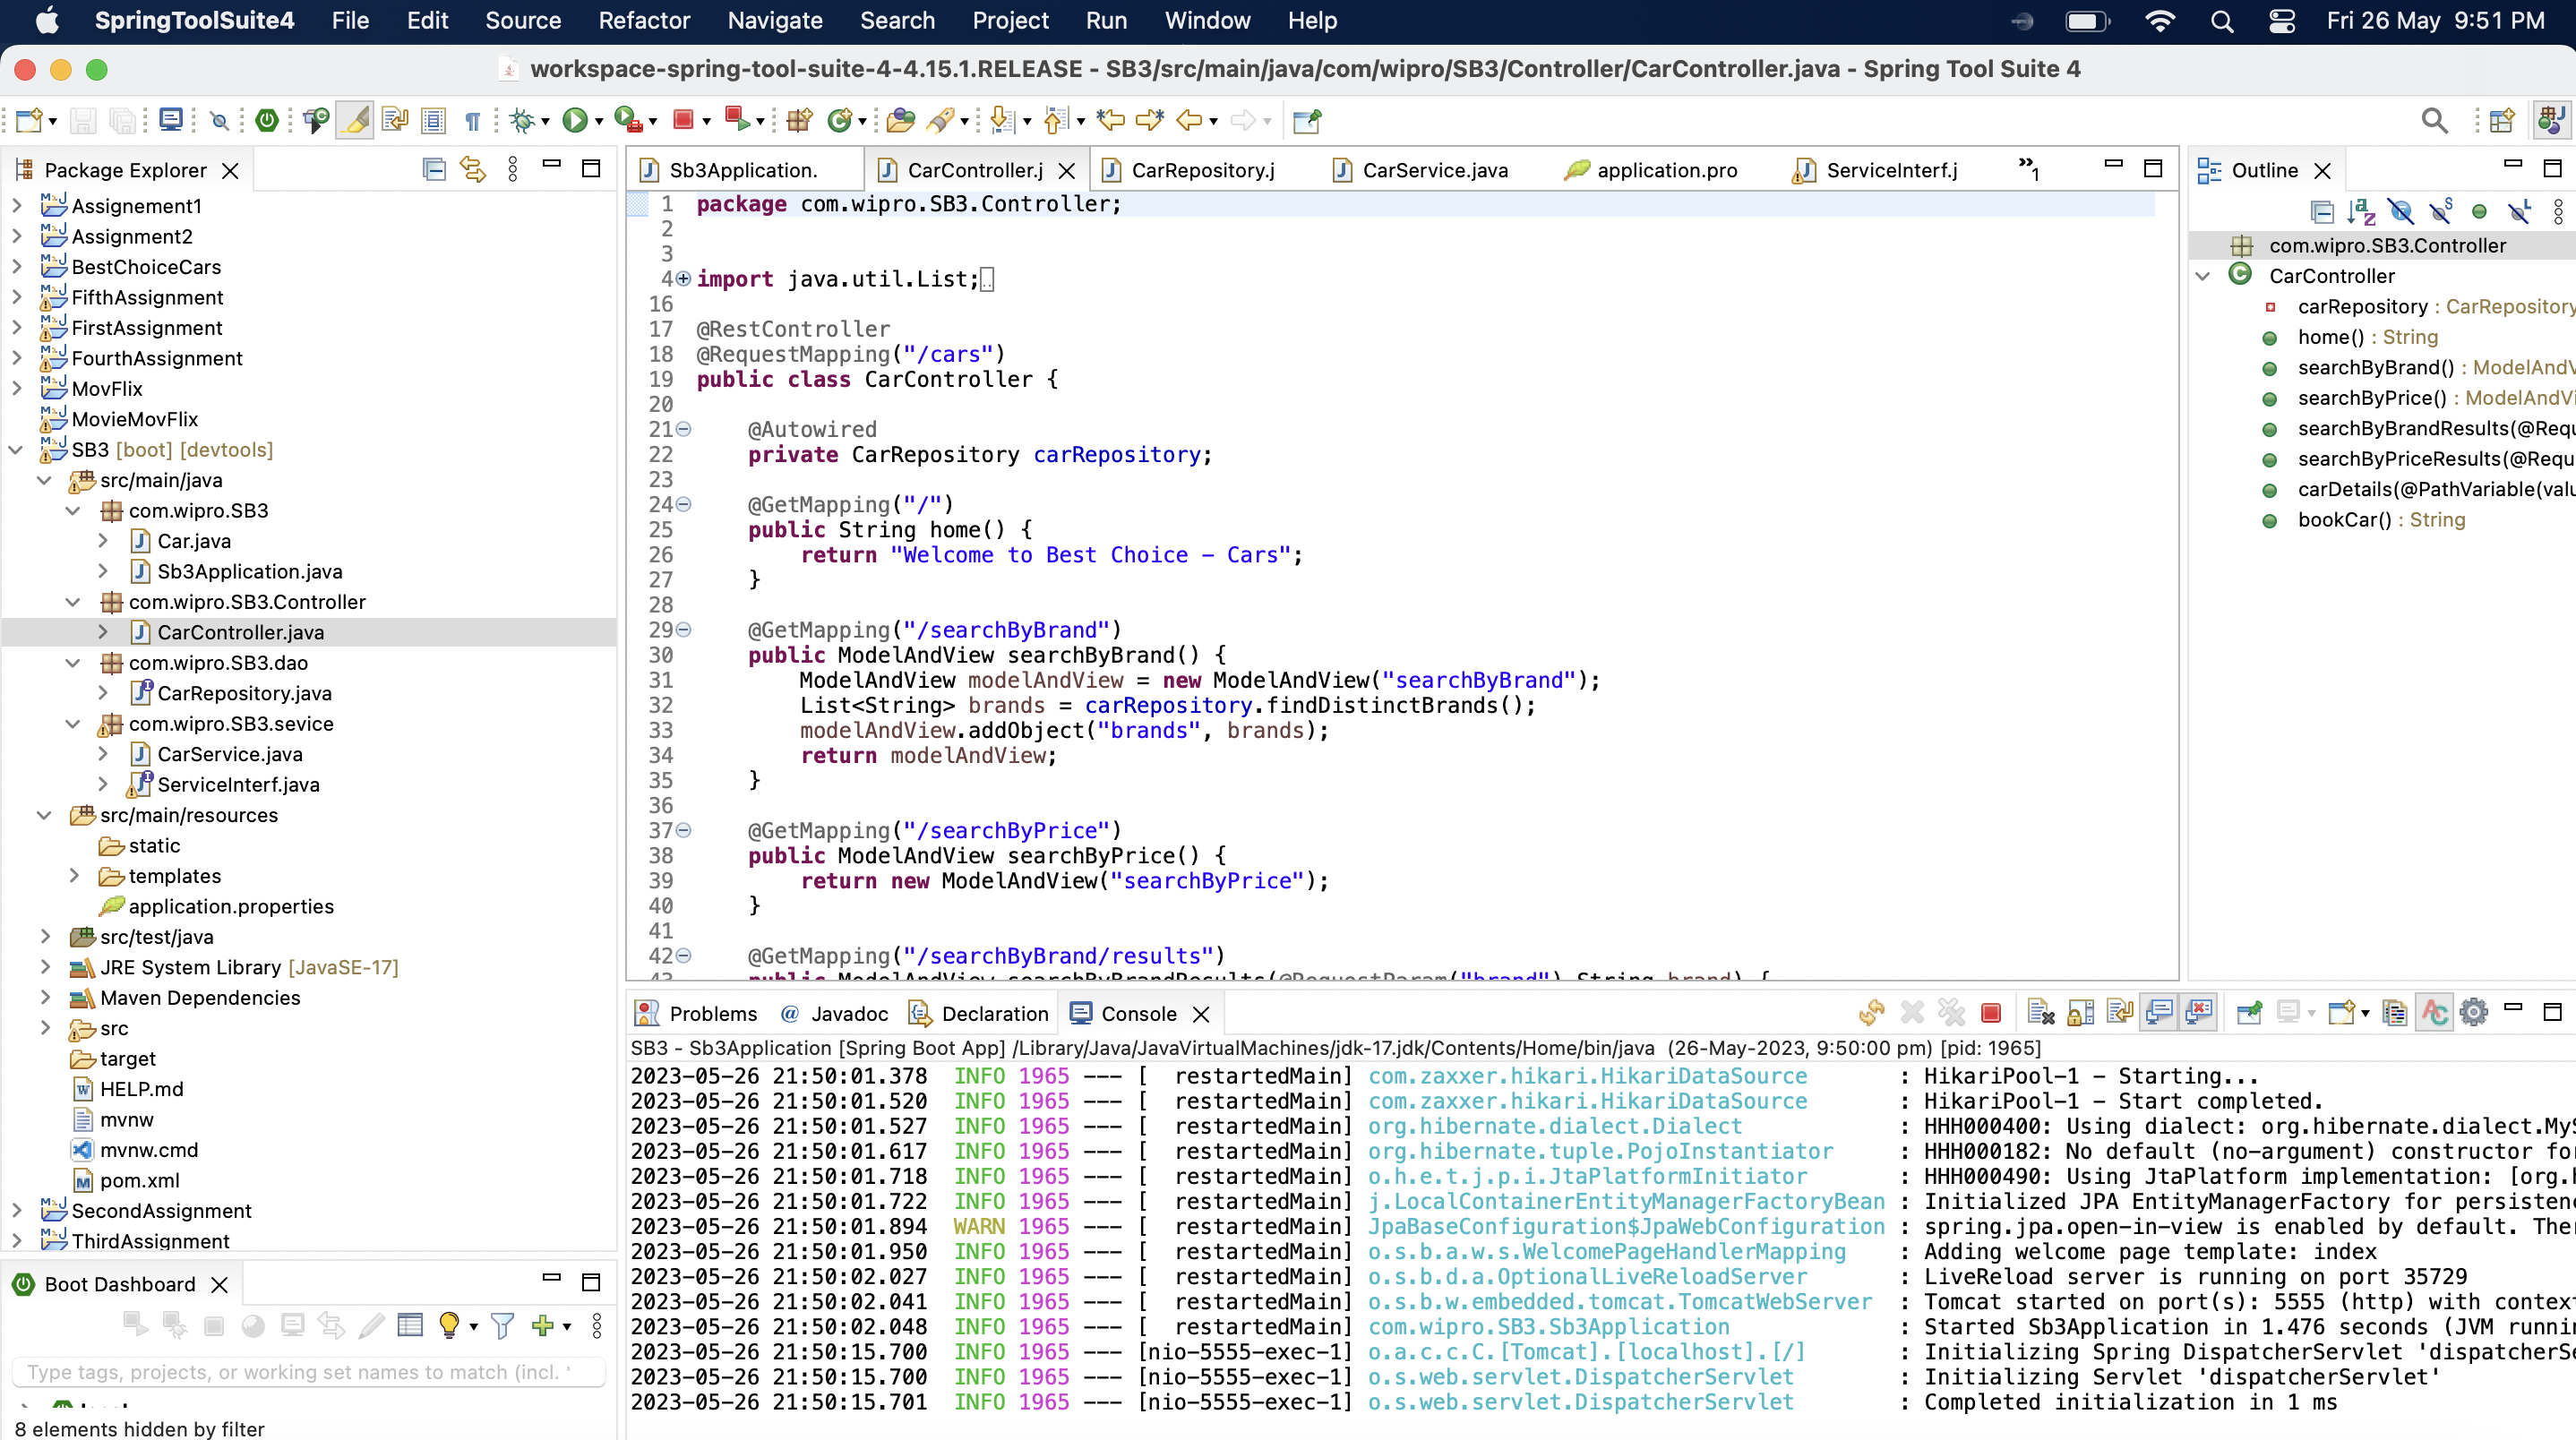 SpringToolSuite4 File Edit Source Refactor Navigate Search Project Run Window Help Fri 26 May 9:51 PM
workspace-spring-tool-suite-4-4.15.1.RELEASE - SB3/src/main/java/com/wipro/SB3/Controller/CarController.java - Spring Tool Suite 4
Package Explorer
Assignement1
Assignment2
BestChoiceCars
FifthAssignment
FirstAssignment
FourthAssignment
MovFlix
MovieMovFlix
SB3 [boot] [devtools]
src/main/java
com.wipro.SB3
Car.java
Sb3Application.java
com.wipro.SB3.Controller
CarController.java
com.wipro.SB3.dao
CarRepository.java
com.wipro.SB3.sevice
CarService.java
ServiceInterf.java
src/main/resources
static
templates
application.properties
src/test/java
JRE System Library [JavaSE-17]
Maven Dependencies
src
target
HELP.md
mvnw
mvnw.cmd
pom.xml
SecondAssignment
ThirdAssignment
Boot Dashboard
Type tags, projects, or working set names to match (incl. *
8 elements hidden by filter
Sb3Application. CarController.j CarRepository.j CarService.java application.pro ServiceInterf.j »1
1 package com.wipro.SB3.Controller;
2
3
4 import java.util.List;
16
17 @RestController
18 @RequestMapping("/cars")
19 public class CarController {
20
21 @Autowired
22 private CarRepository carRepository;
23
24 @GetMapping("/")
25 public String home() {
26 return "Welcome to Best Choice - Cars";
27 }
28
29 @GetMapping("/searchByBrand")
30 public ModelAndView searchByBrand() {
31 ModelAndView modelAndView = new ModelAndView("searchByBrand");
32 List<String> brands = carRepository.findDistinctBrands();
33 modelAndView.addObject("brands", brands);
34 return modelAndView;
35 }
36
37 @GetMapping("/searchByPrice")
38 public ModelAndView searchByPrice() {
39 return new ModelAndView("searchByPrice");
40 }
41
42 @GetMapping("/searchByBrand/results")
43 public ModelAndView searchByBrandResults(@RequestParam("brand") String brand) {
Outline
com.wipro.SB3.Controller
CarController
carRepository : CarRepository
home() : String
searchByBrand() : ModelAndV
searchByPrice() : ModelAndVi
searchByBrandResults(@Requ
searchByPriceResults(@Requ
carDetails(@PathVariable(valu
bookCar() : String
Problems @ Javadoc Declaration Console
SB3 - Sb3Application [Spring Boot App] /Library/Java/JavaVirtualMachines/jdk-17.jdk/Contents/Home/bin/java (26-May-2023, 9:50:00 pm) [pid: 1965]
2023-05-26 21:50:01.378 INFO 1965 --- [ restartedMain] com.zaxxer.hikari.HikariDataSource : HikariPool-1 - Starting...
2023-05-26 21:50:01.520 INFO 1965 --- [ restartedMain] com.zaxxer.hikari.HikariDataSource : HikariPool-1 - Start completed.
2023-05-26 21:50:01.527 INFO 1965 --- [ restartedMain] org.hibernate.dialect.Dialect : HHH000400: Using dialect: org.hibernate.dialect.MyS
2023-05-26 21:50:01.617 INFO 1965 --- [ restartedMain] org.hibernate.tuple.PojoInstantiator : HHH000182: No default (no-argument) constructor fo
2023-05-26 21:50:01.718 INFO 1965 --- [ restartedMain] o.h.e.t.j.p.i.JtaPlatformInitiator : HHH000490: Using JtaPlatform implementation: [org.h
2023-05-26 21:50:01.722 INFO 1965 --- [ restartedMain] j.LocalContainerEntityManagerFactoryBean : Initialized JPA EntityManagerFactory for persistenc
2023-05-26 21:50:01.894 WARN 1965 --- [ restartedMain] JpaBaseConfiguration$JpaWebConfiguration : spring.jpa.open-in-view is enabled by default. Ther
2023-05-26 21:50:01.950 INFO 1965 --- [ restartedMain] o.s.b.a.w.s.WelcomePageHandlerMapping : Adding welcome page template: index
2023-05-26 21:50:02.027 INFO 1965 --- [ restartedMain] o.s.b.d.a.OptionalLiveReloadServer : LiveReload server is running on port 35729
2023-05-26 21:50:02.041 INFO 1965 --- [ restartedMain] o.s.b.w.embedded.tomcat.TomcatWebServer : Tomcat started on port(s): 5555 (http) with context
2023-05-26 21:50:02.048 INFO 1965 --- [ restartedMain] com.wipro.SB3.Sb3Application : Started Sb3Application in 1.476 seconds (JVM runnin
2023-05-26 21:50:15.700 INFO 1965 --- [nio-5555-exec-1] o.a.c.c.C.[Tomcat].[localhost].[/] : Initializing Spring DispatcherServlet 'dispatcherSe
2023-05-26 21:50:15.700 INFO 1965 --- [nio-5555-exec-1] o.s.web.servlet.DispatcherServlet : Initializing Servlet 'dispatcherServlet'
2023-05-26 21:50:15.701 INFO 1965 --- [nio-5555-exec-1] o.s.web.servlet.DispatcherServlet : Completed initialization in 1 ms